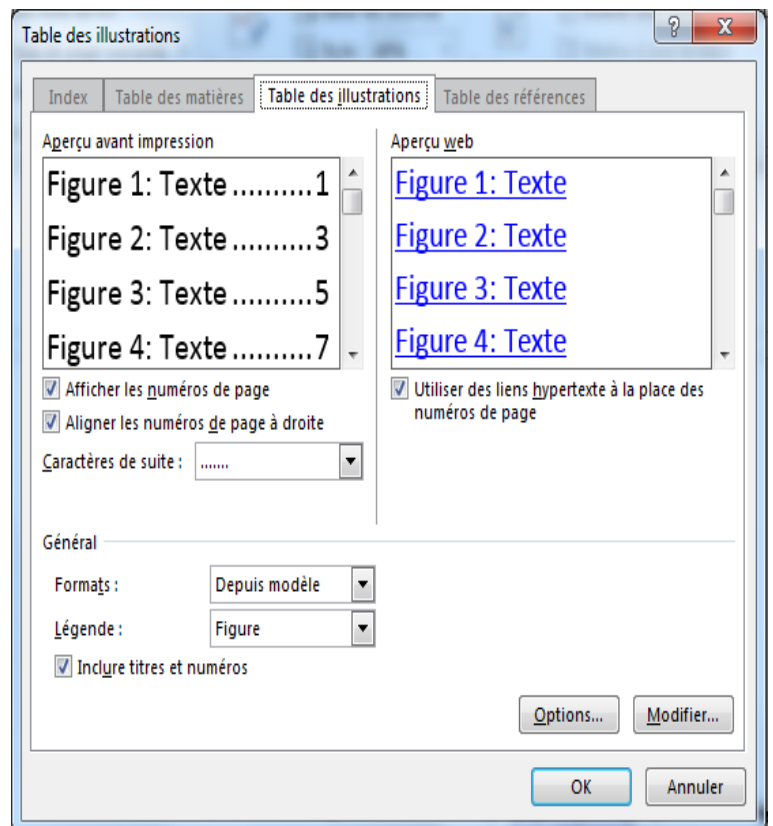 Table des illustrations
Index
Table des matières
Table des illustrations
Table des références
Aperçu avant impression
Figure 1: Texte..........1
Figure 2: Texte..........3
Figure 3: Texte..........5
Figure 4: Texte..........7
Afficher les numéros de page
Aligner les numéros de page à droite
Caractères de suite : .......
Aperçu web
Figure 1: Texte
Figure 2: Texte
Figure 3: Texte
Figure 4: Texte
Utiliser des liens hypertexte à la place des
numéros de page
Général
Formats : Depuis modèle
Légende : Figure
Inclure titres et numéros
Options...
Modifier...
OK
Annuler